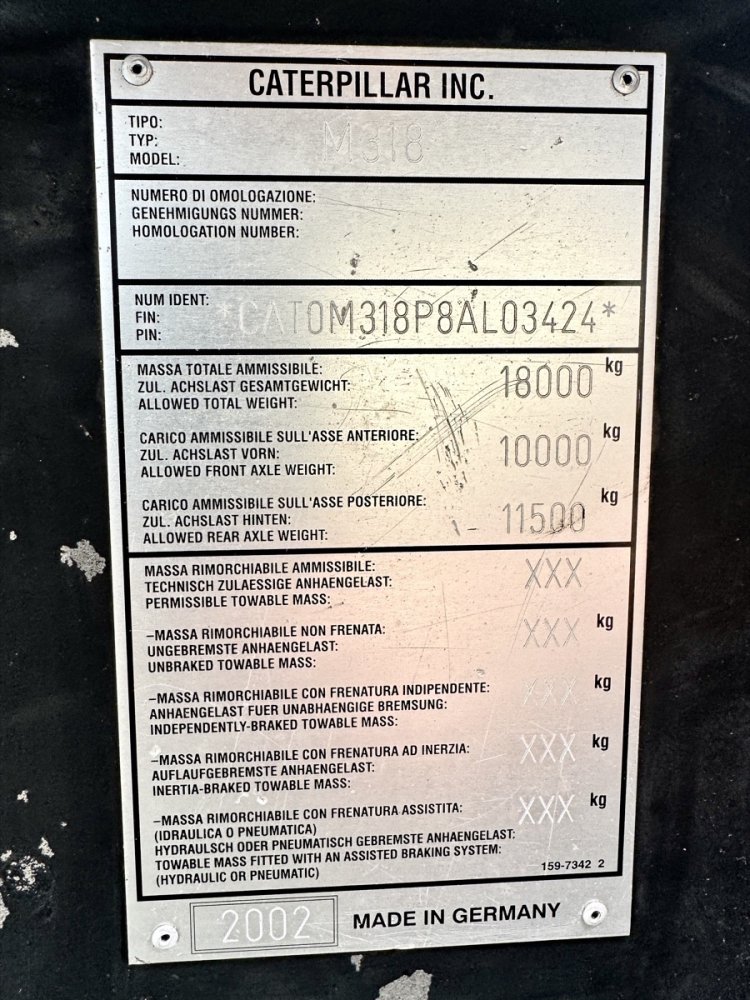 CATERPILLAR INC.
TIPO:
TYP:
MODEL:
M318
NUMERO DI OMOLOGAZIONE:
GENEHMIGUNGS NUMMER:
HOMOLOGATION NUMBER:
NUM IDENT:
FIN:
PIN:
*CAT0M318P8AL03424*
MASSA TOTALE AMMISSIBILE:
ZUL. ACHSLAST GESAMTGEWICHT:
ALLOWED TOTAL WEIGHT:
18000 kg
CARICO AMMISSIBILE SULL'ASSE ANTERIORE:
ZUL. ACHSLAST VORN:
ALLOWED FRONT AXLE WEIGHT:
10000 kg
CARICO AMMISSIBILE SULL'ASSE POSTERIORE:
ZUL. ACHSLAST HINTEN:
ALLOWED REAR AXLE WEIGHT:
11500 kg
MASSA RIMORCHIABILE AMMISSIBILE:
TECHNISCH ZULAESSIGE ANHAENGELAST:
PERMISSIBLE TOWABLE MASS:
XXX
–MASSA RIMORCHIABILE NON FRENATA:
UNGEBREMSTE ANHAENGELAST:
UNBRAKED TOWABLE MASS:
XXX kg
–MASSA RIMORCHIABILE CON FRENATURA INDIPENDENTE:
ANHAENGELAST FUER UNABHAENGIGE BREMSUNG:
INDEPENDENTLY-BRAKED TOWABLE MASS:
XXX kg
–MASSA RIMORCHIABILE CON FRENATURA AD INERZIA:
AUFLAUFGEBREMSTE ANHAENGELAST:
INERTIA-BRAKED TOWABLE MASS:
XXX kg
–MASSA RIMORCHIABILE CON FRENATURA ASSISTITA:
(IDRAULICA O PNEUMATICA)
HYDRAULSCH ODER PNEUMATISCH GEBREMSTE ANHAENGELAST:
TOWABLE MASS FITTED WITH AN ASSISTED BRAKING SYSTEM:
(HYDRAULIC OR PNEUMATIC)
XXX kg
159-7342 2
2002
MADE IN GERMANY